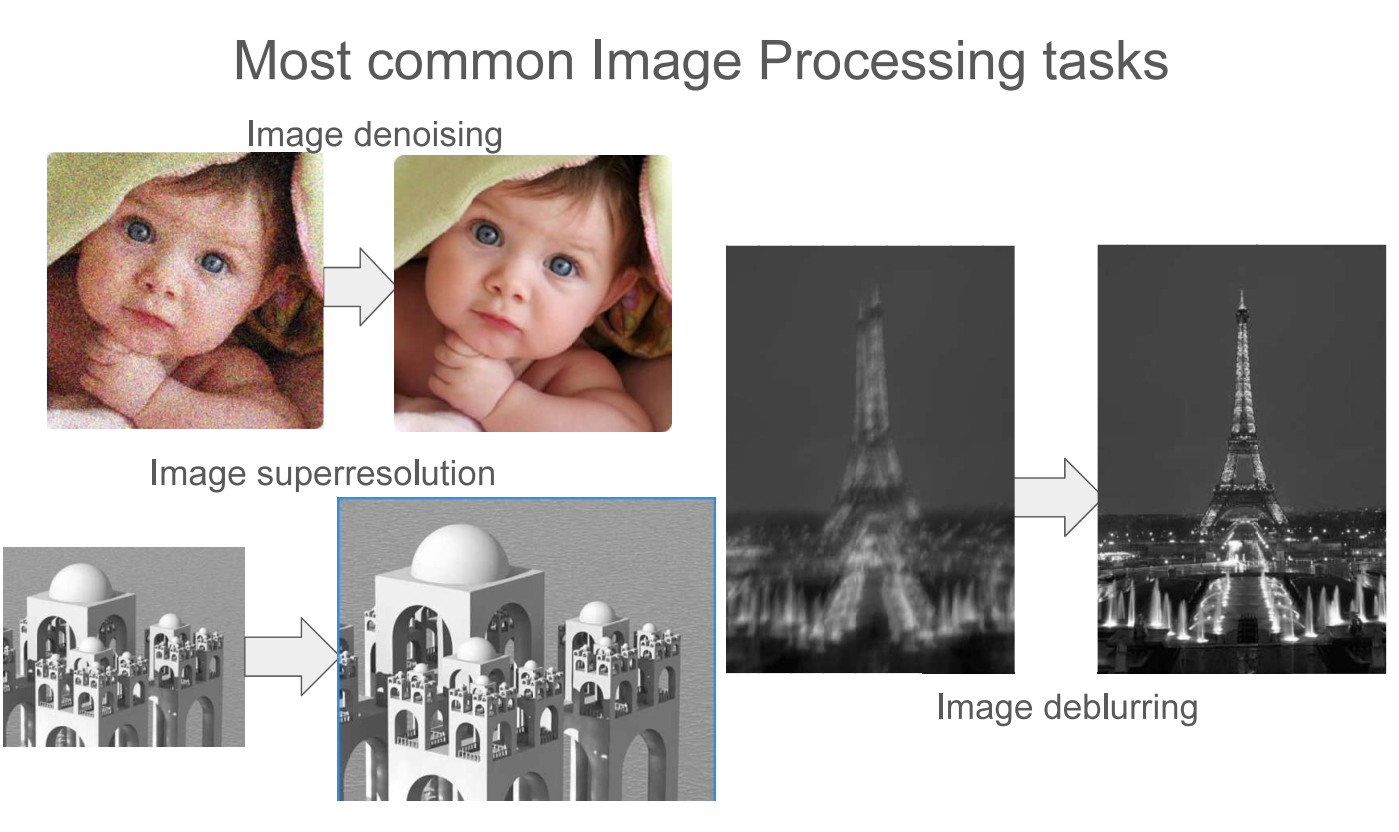 Most common Image Processing tasks
Image denoising
Image superresolution
Image deblurring